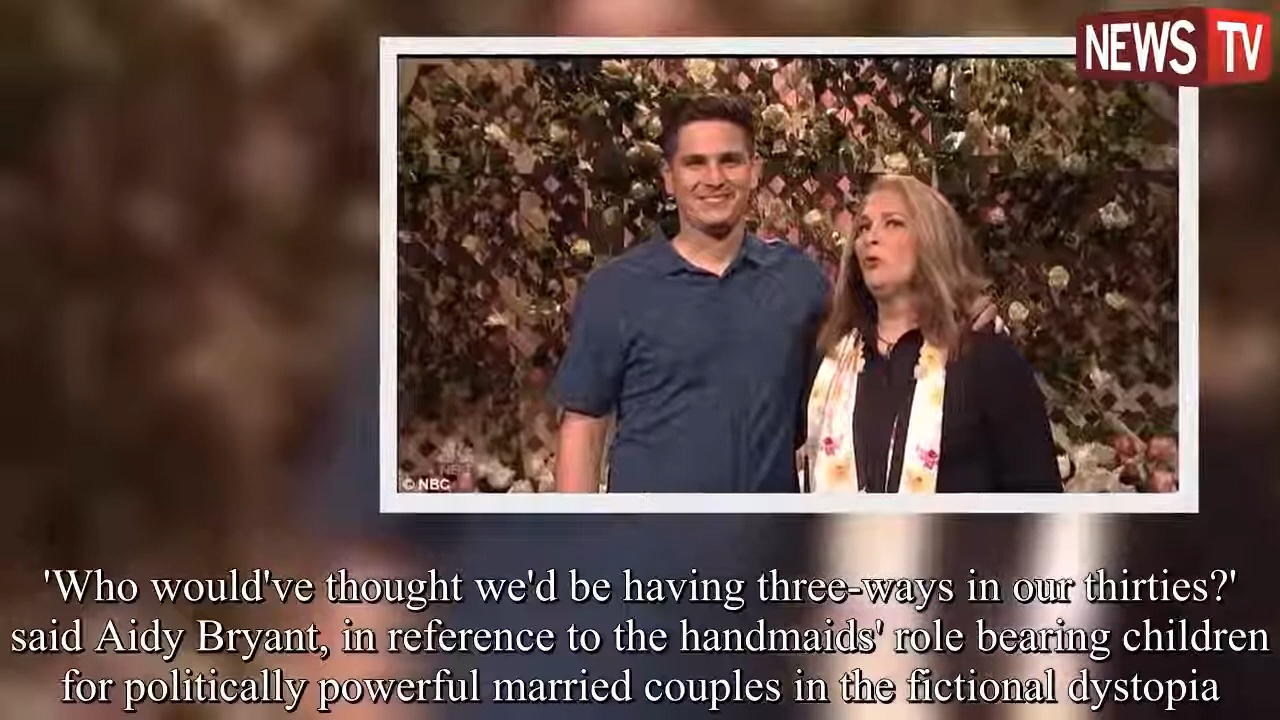 NEWS TV
© NBC
'Who would've thought we'd be having three-ways in our thirties?'
said Aidy Bryant, in reference to the handmaids' role bearing children
for politically powerful married couples in the fictional dystopia